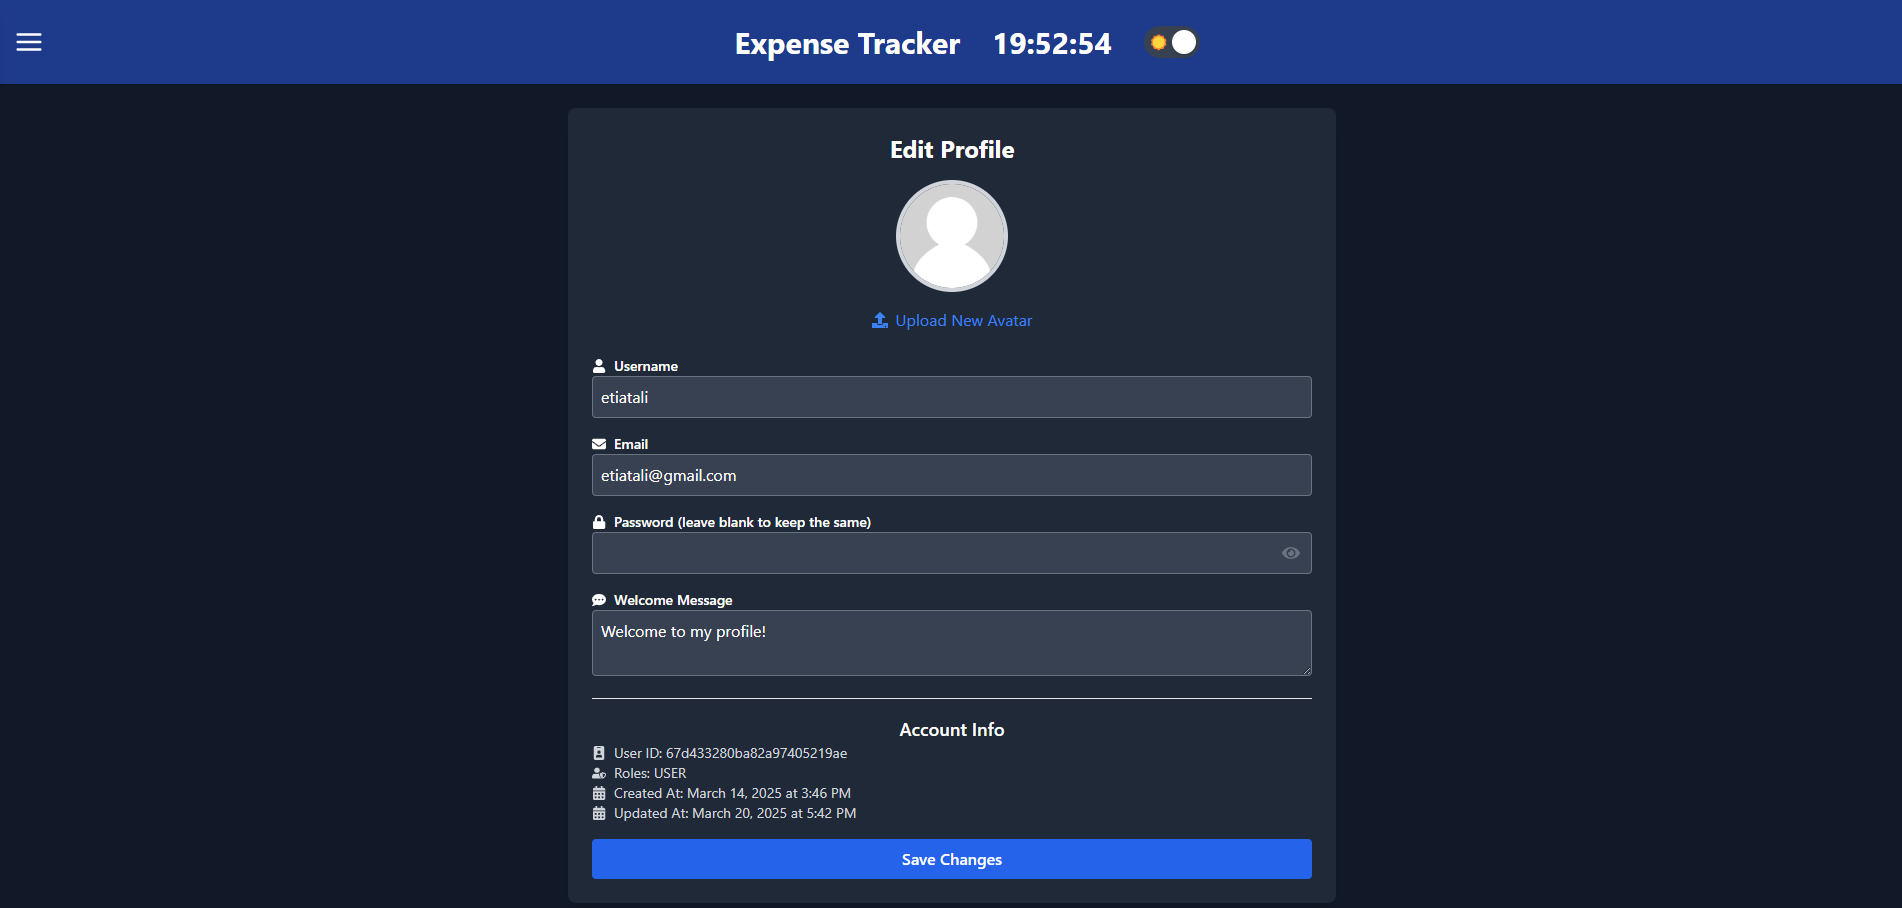 Expense Tracker 19:52:54
Edit Profile
Upload New Avatar
Username
etiatali
Email
etiatali@gmail.com
Password (leave blank to keep the same)
Welcome Message
Welcome to my profile!
Account Info
User ID: 67d433280ba82a97405219ae
Roles: USER
Created At: March 14, 2025 at 3:46 PM
Updated At: March 20, 2025 at 5:42 PM
Save Changes